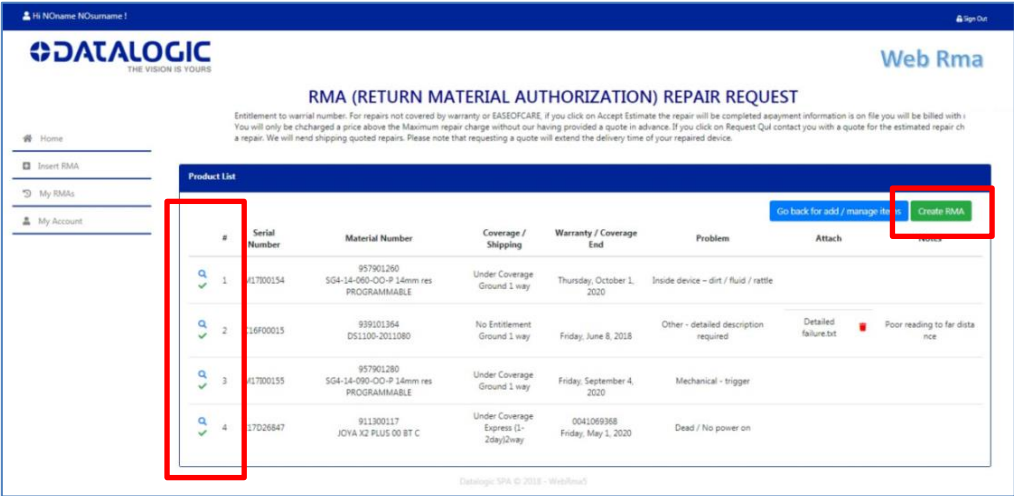 Hi NOname NOsurname !
Sign Out
DATALOGIC
THE VISION IS YOURS
Web Rma
RMA (RETURN MATERIAL AUTHORIZATION) REPAIR REQUEST
Entitlement to warrial number. For repairs not covered by warranty or EASEOFCARE, if you click on Accept Estimate the repair will be completed apayment information is on file you will be billed with
You will only be chcharged a price above the Maximum repair charge without our having provided a quote in advance. If you click on Request Qul contact you with a quote for the estimated repair ch
a repair. We will nend shipping quoted repairs. Please note that requesting a quote will extend the delivery time of your repaired device.
Home
Insert RMA
My RMAs
My Account
Product List
Go back for add / manage items
Create RMA
# Serial Number Material Number Coverage / Shipping Warranty / Coverage End Problem Attach Notes
1 M17I00154 957901260 Under Coverage Thursday, October 1, Inside device – dirt / fluid / rattle
SG4-14-060-OO-P 14mm res Ground 1 way 2020
PROGRAMMABLE
2 16F00015 939101364 No Entitlement Friday, June 8, 2018 Other - detailed description Detailed Poor reading to far dista
DS1100-2011080 Ground 1 way required failure.txt nce
3 M17I00155 957901280 Under Coverage Friday, September 4, Mechanical - trigger
SG4-14-090-OO-P 14mm res Ground 1 way 2020
PROGRAMMABLE
4 17D26847 911300117 Under Coverage 0041069368 Dead / No power on
JOYA X2 PLUS 00 BT C Express (1- Friday, May 1, 2020
2day)2way
Datalogic SPA © 2018 - WebRma5